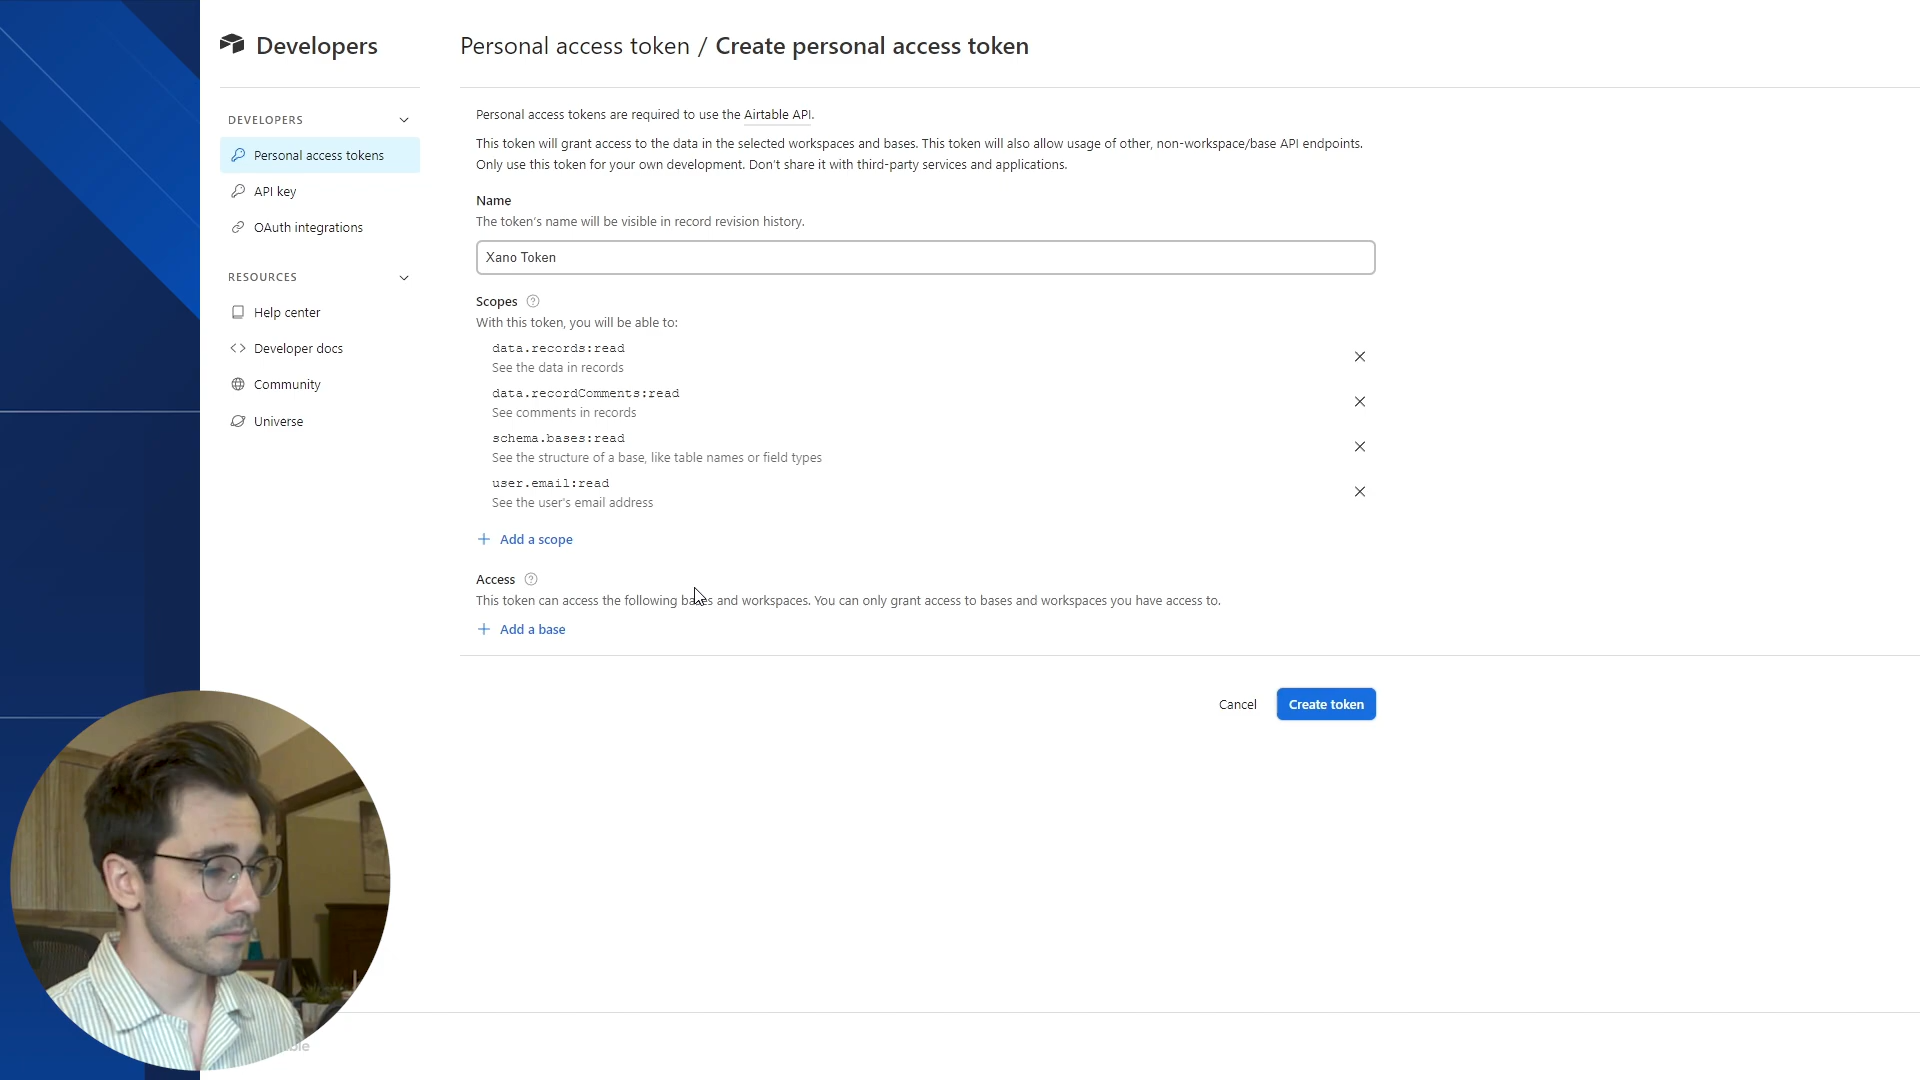 Developers
Personal access token / Create personal access token
DEVELOPERS
Personal access tokens
API key
OAuth integrations
RESOURCES
Help center
Developer docs
Community
Universe
Personal access tokens are required to use the Airtable API.
This token will grant access to the data in the selected workspaces and bases. This token will also allow usage of other, non-workspace/base API endpoints.
Only use this token for your own development. Don't share it with third-party services and applications.
Name
The token's name will be visible in record revision history.
Xano Token
Scopes
With this token, you will be able to:
data.records:read
See the data in records
data.recordComments:read
See comments in records
schema.bases:read
See the structure of a base, like table names or field types
user.email:read
See the user's email address
+ Add a scope
Access
This token can access the following bases and workspaces. You can only grant access to bases and workspaces you have access to.
+ Add a base
Cancel
Create token